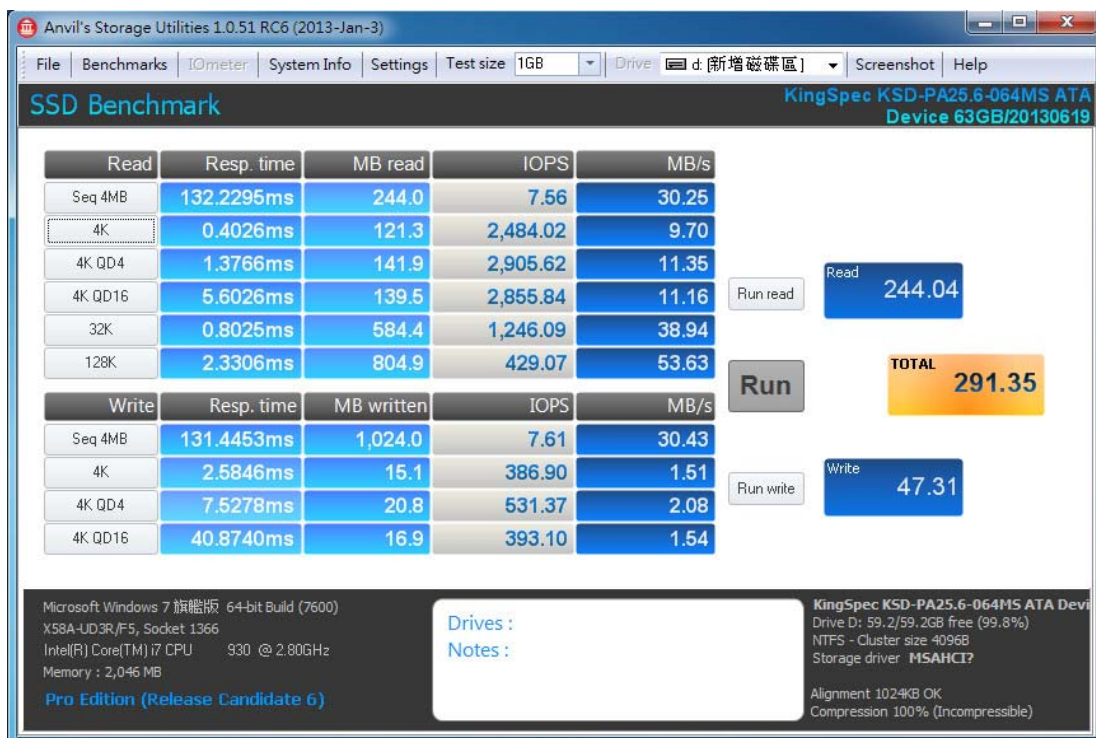 Anvil's Storage Utilities 1.0.51 RC6 (2013-Jan-3)
File Benchmarks IOmeter System Info Settings Test size 1GB Drive d: [新增磁碟區] Screenshot Help
SSD Benchmark
KingSpec KSD-PA25.6-064MS ATA
Device 63GB/20130619
Read Resp. time MB read IOPS MB/s
Seq 4MB 132.2295ms 244.0 7.56 30.25
4K 0.4026ms 121.3 2,484.02 9.70
4K QD4 1.3766ms 141.9 2,905.62 11.35
4K QD16 5.6026ms 139.5 2,855.84 11.16
32K 0.8025ms 584.4 1,246.09 38.94
128K 2.3306ms 804.9 429.07 53.63
Run read
Read 244.04
Run
TOTAL 291.35
Write Resp. time MB written IOPS MB/s
Seq 4MB 131.4453ms 1,024.0 7.61 30.43
4K 2.5846ms 15.1 386.90 1.51
4K QD4 7.5278ms 20.8 531.37 2.08
4K QD16 40.8740ms 16.9 393.10 1.54
Run write
Write 47.31
Microsoft Windows 7 旗艦版 64-bit Build (7600)
X58A-UD3R/F5, Socket 1366
Intel(R) Core(TM) i7 CPU 930 @ 2.80GHz
Memory : 2,046 MB
Pro Edition (Release Candidate 6)
Drives :
Notes :
KingSpec KSD-PA25.6-064MS ATA Devi
Drive D: 59.2/59.2GB free (99.8%)
NTFS - Cluster size 4096B
Storage driver MSAHCI?
Alignment 1024KB OK
Compression 100% (Incompressible)